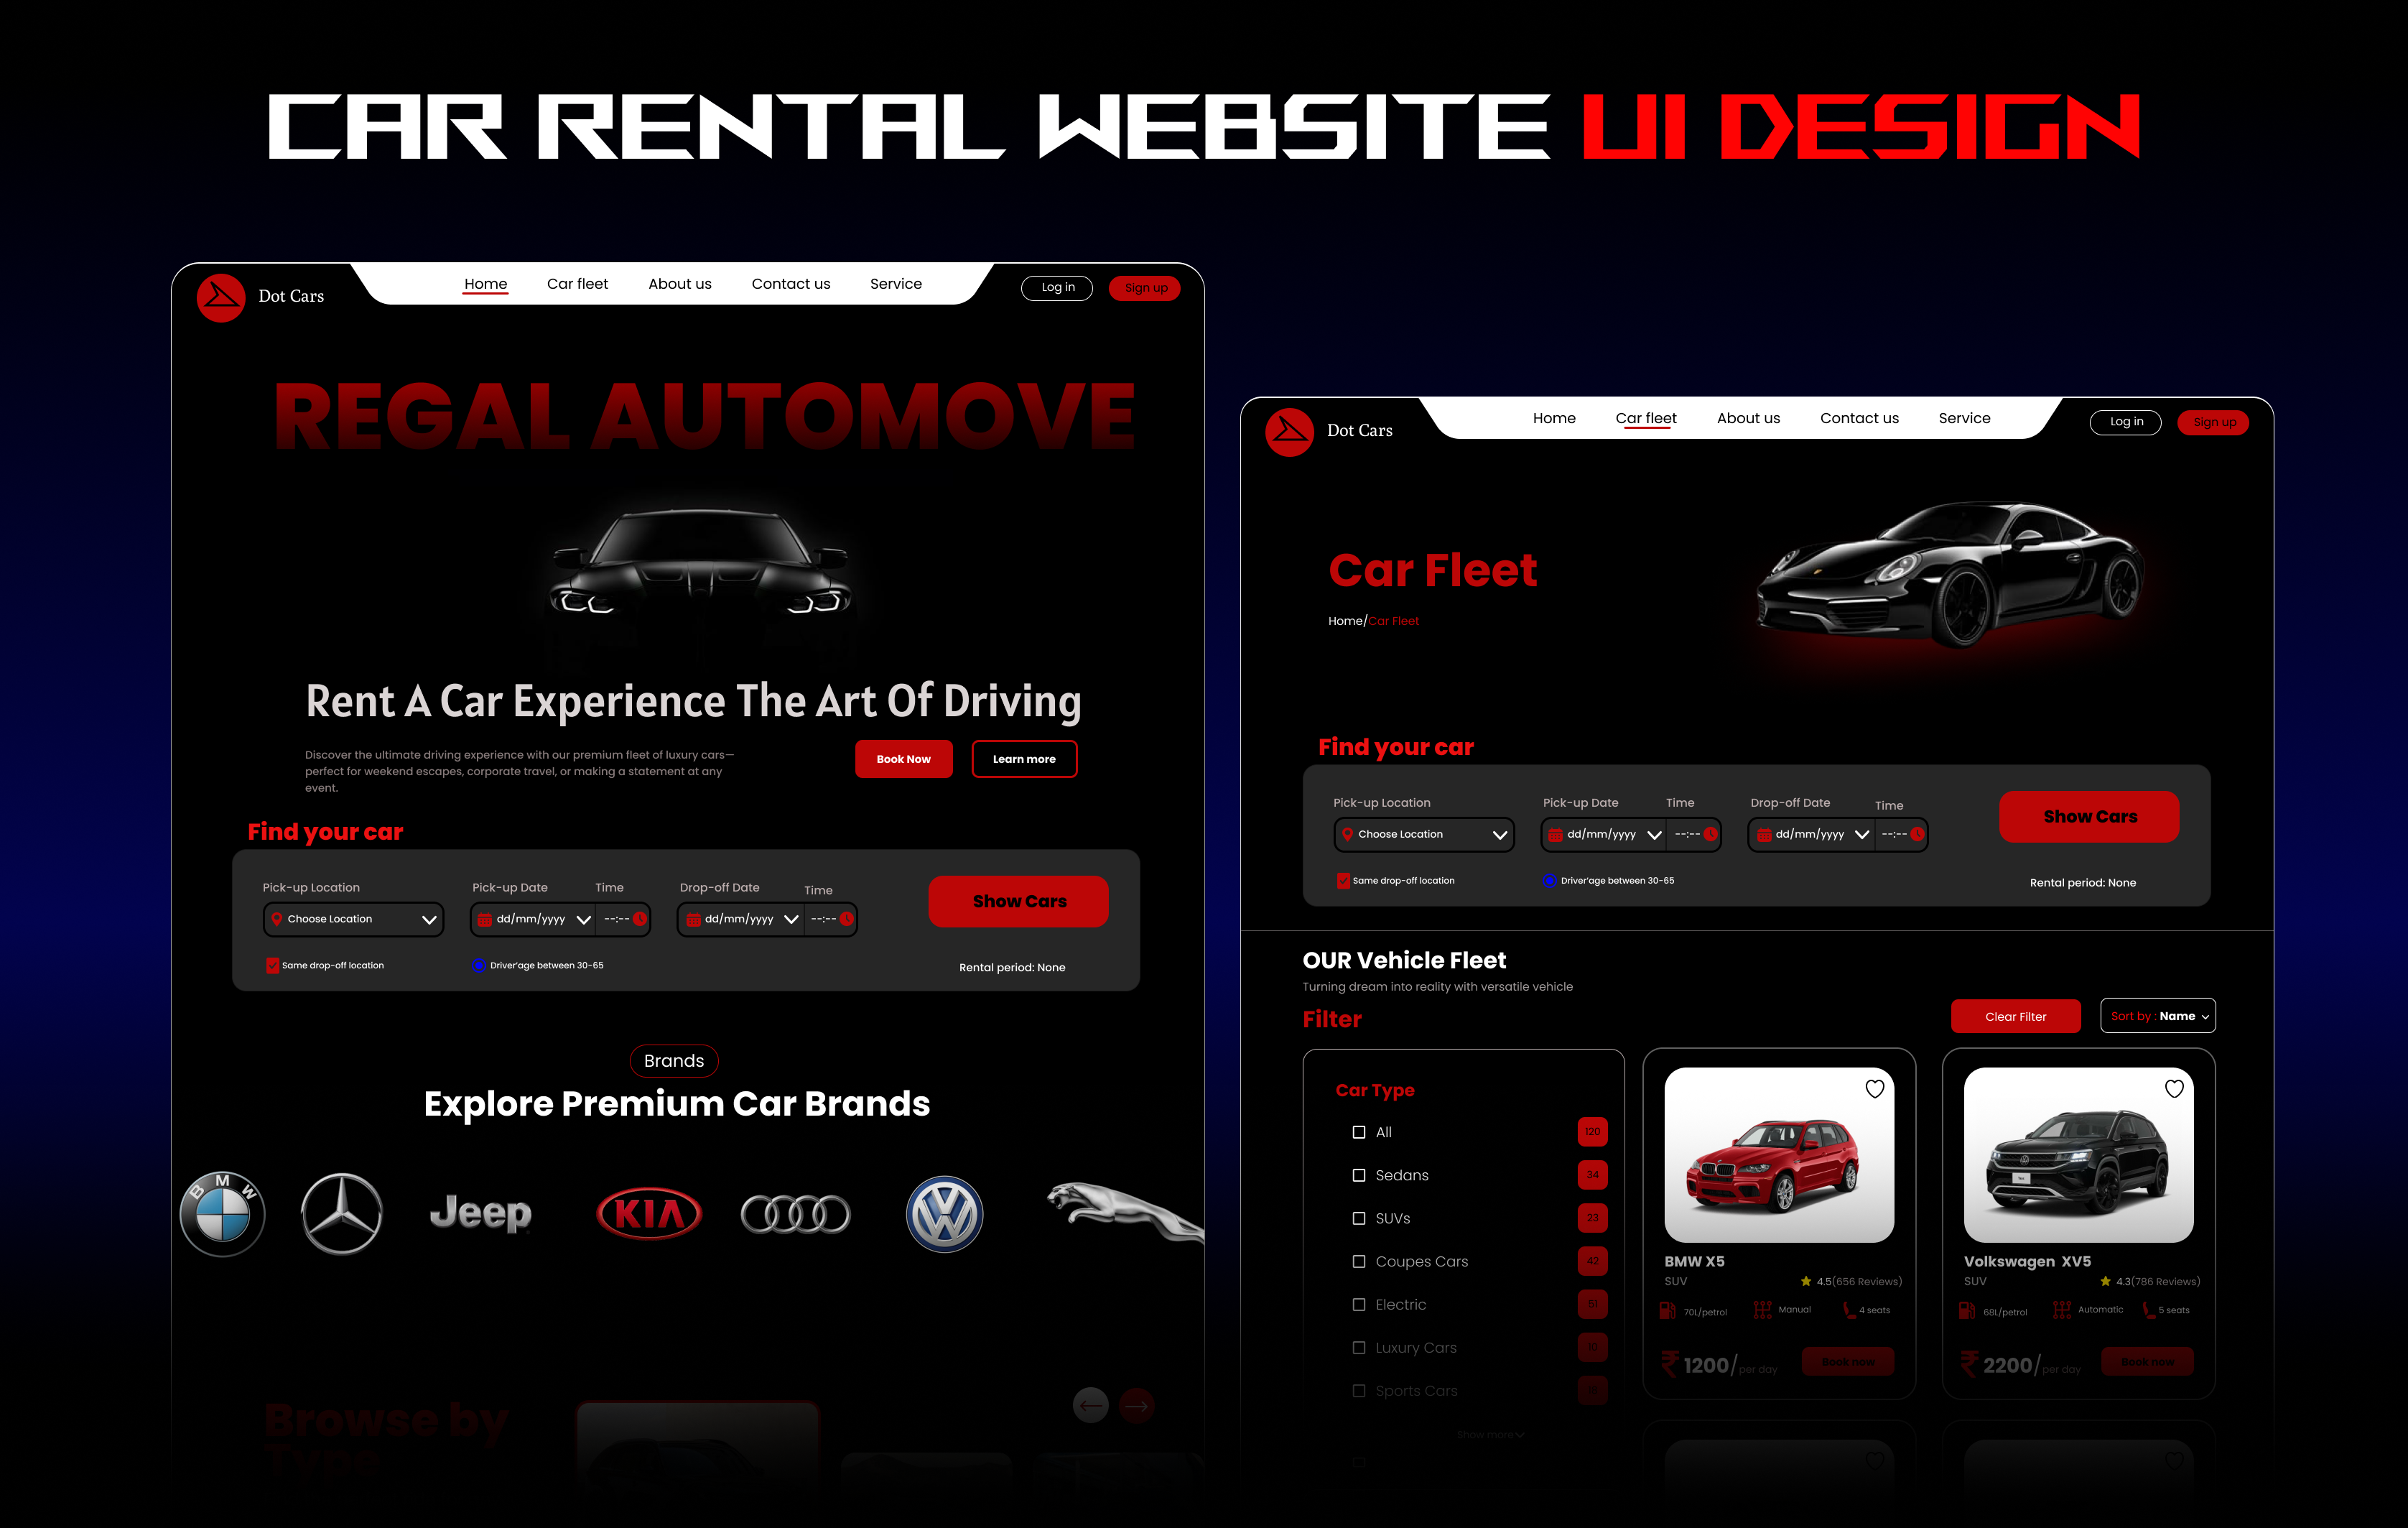 CAR RENTAL WEBSITE UI DESIGN
Dot Cars
Home Car fleet About us Contact us Service
Log in Sign up
REGAL AUTOMOVE
Rent A Car Experience The Art Of Driving
Discover the ultimate driving experience with our premium fleet of luxury cars—
perfect for weekend escapes, corporate travel, or making a statement at any
event.
Book Now Learn more
Find your car
Pick-up Location Pick-up Date Time Drop-off Date Time
Choose Location dd/mm/yyyy --:-- dd/mm/yyyy --:--
Show Cars
Same drop-off location Driver'age between 30-65
Rental period: None
Brands
Explore Premium Car Brands
BMW Jeep KIA VW
Browse by
Type
Dot Cars
Home Car fleet About us Contact us Service
Log in Sign up
Car Fleet
Home/Car Fleet
Find your car
Pick-up Location Pick-up Date Time Drop-off Date Time
Choose Location dd/mm/yyyy --:-- dd/mm/yyyy --:--
Show Cars
Same drop-off location Driver'age between 30-65
Rental period: None
OUR Vehicle Fleet
Turning dream into reality with versatile vehicle
Filter
Clear Filter Sort by : Name
Car Type
All 120
Sedans 34
SUVs 23
Coupes Cars 42
Electric 51
Luxury Cars 10
Sports Cars
Show more
BMW X5
SUV 4.5(656 Reviews)
70L/petrol Manual 4 seats
₹ 1200/per day Book now
Volkswagen XV5
SUV 4.3(786 Reviews)
68L/petrol Automatic 5 seats
₹ 2200/per day Book now